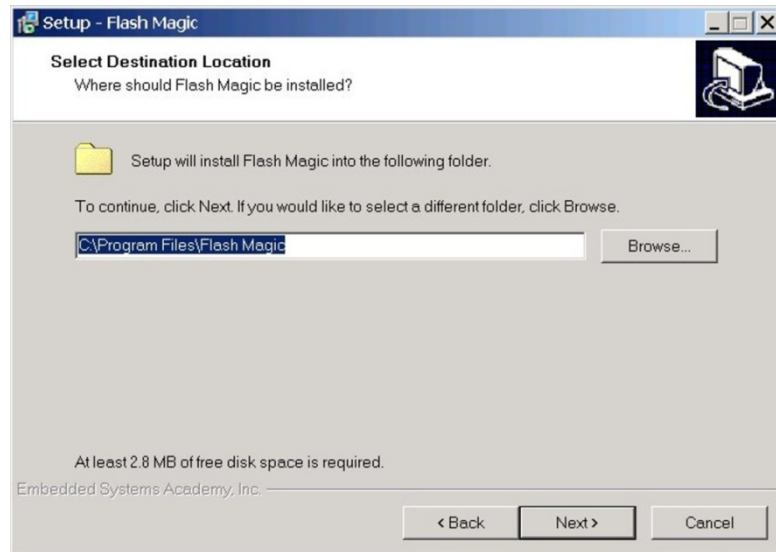 Setup - Flash Magic
Select Destination Location
Where should Flash Magic be installed?
Setup will install Flash Magic into the following folder.
To continue, click Next. If you would like to select a different folder, click Browse.
C:\Program Files\Flash Magic
Browse...
At least 2.8 MB of free disk space is required.
Embedded Systems Academy, Inc.
< Back
Next >
Cancel